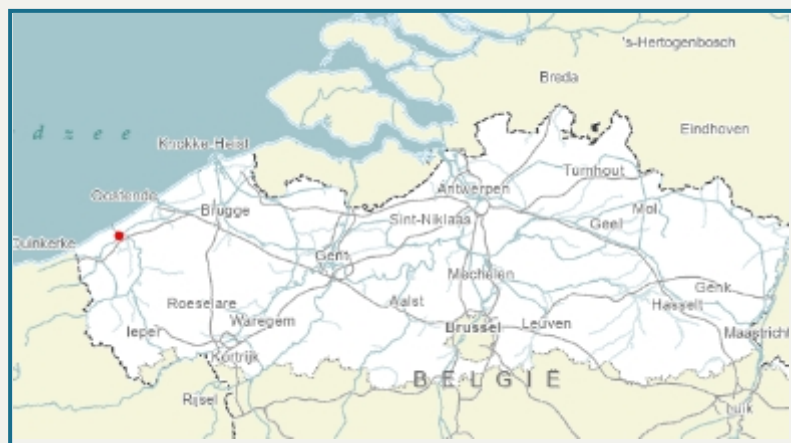 's-Hertogenbosch
Breda
d z e e
Eindhoven
Knokke-Heist
Turnhout
Oostende
Antwerpen
Mol
Brugge
Sint-Niklaas
Geel
Duinkerke
Gent
Mechelen
Genk
Roeselare
Aalst
Hasselt
Waregem
Brussel
Leuven
Ieper
Maastricht
Kortrijk
BELGIË
Rijsel
Luik